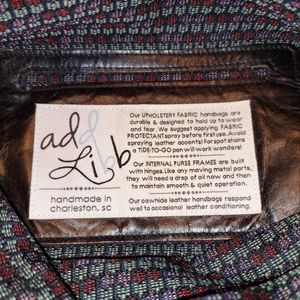 ad Lib
handmade in
charleston, sc
Our UPHOLSTERY FABRIC handbags are
durable & designed to hold up to wear
and tear. We suggest applying FABRIC
PROTECTANT spray before first use. Avoid
spraying leather accents! For spot stains
a TIDE-TO-GO pen will work wonders!
Our INTERNAL PURSE FRAMES are built
with hinges. Like any moving metal parts,
they will need a drop of oil now and then
to maintain smooth & quiet operation.
Our cowhide leather handbags respond
well to occasional leather conditioning.